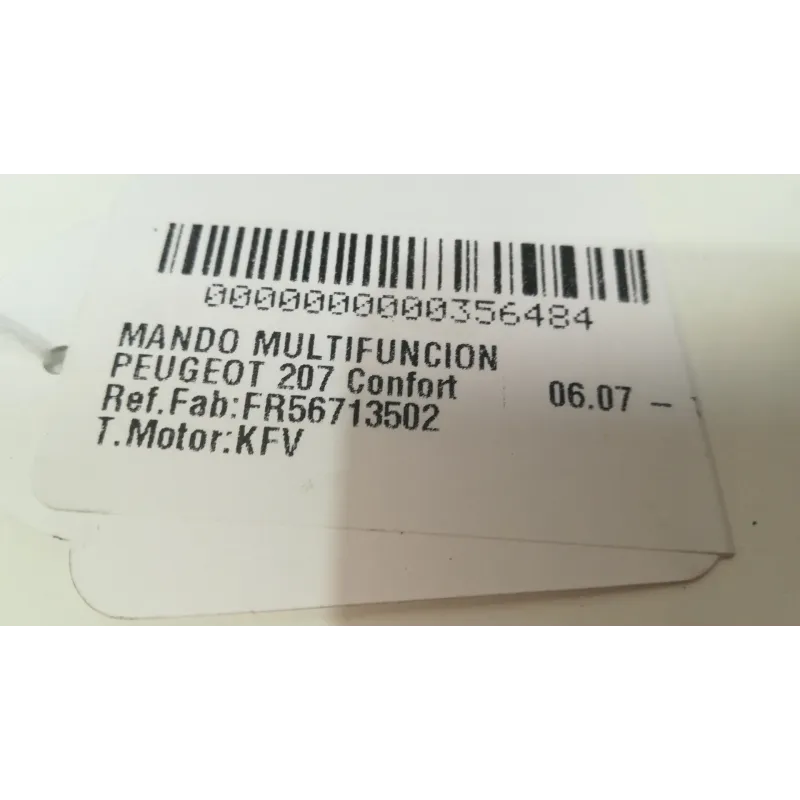 0000000000356484
MANDO MULTIFUNCION
PEUGEOT 207 Confort 06.07 -
Ref.Fab:FR56713502
T.Motor:KFV